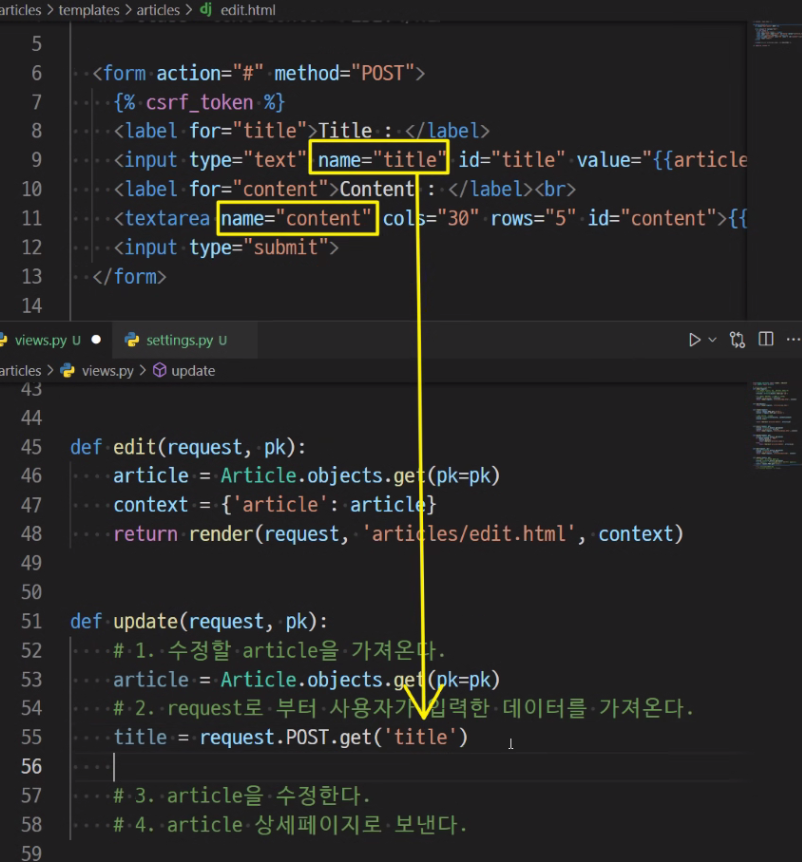 articles > templates > articles > dj edit.html
5
6 <form action="#" method="POST">
7 {% csrf_token %}
8 <label for="title">Title : </label>
9 <input type="text" name="title" id="title" value="{{article
10 <label for="content">Content : </label><br>
11 <textarea name="content" cols="30" rows="5" id="content">{{
12 <input type="submit">
13 </form>
14
views.py U ● settings.py U
articles > views.py > update
43
44
45 def edit(request, pk):
46 article = Article.objects.get(pk=pk)
47 context = {'article': article}
48 return render(request, 'articles/edit.html', context)
49
50
51 def update(request, pk):
52 # 1. 수정할 article을 가져온다.
53 article = Article.objects.get(pk=pk)
54 # 2. request로 부터 사용자가 입력한 데이터를 가져온다.
55 title = request.POST.get('title')
56
57 # 3. article을 수정한다.
58 # 4. article 상세페이지로 보낸다.
59